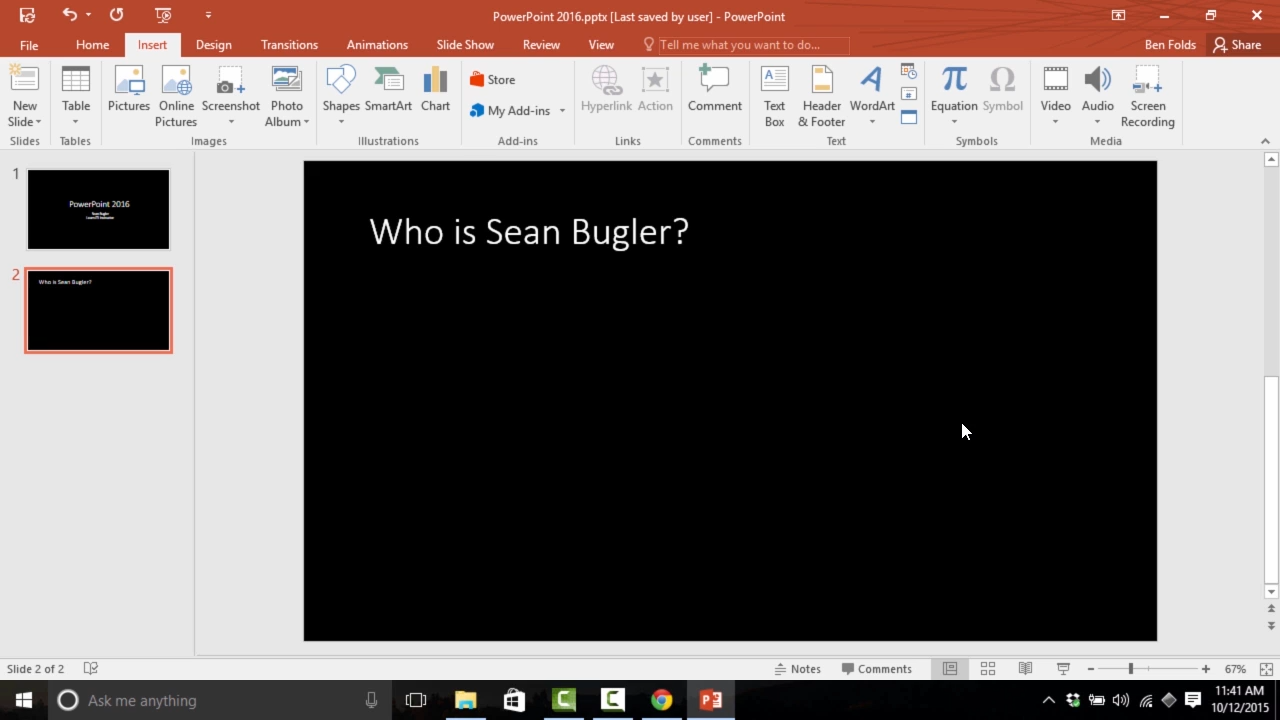 PowerPoint 2016.pptx [Last saved by user] - PowerPoint
File Home Insert Design Transitions Animations Slide Show Review View Tell me what you want to do... Ben Folds Share
New Slide
Table
Pictures
Online Pictures
Screenshot
Photo Album
Shapes
SmartArt
Chart
Store
My Add-ins
Hyperlink
Action
Comment
Text Box
Header & Footer
WordArt
Equation
Symbol
Video
Audio
Screen Recording
Slides Tables Images Illustrations Add-ins Links Comments Text Symbols Media
1
PowerPoint 2016
Sean Bugler
2
Who is Sean Bugler?
Who is Sean Bugler?
Slide 2 of 2 Notes Comments 67%
Ask me anything
11:41 AM
10/12/2015